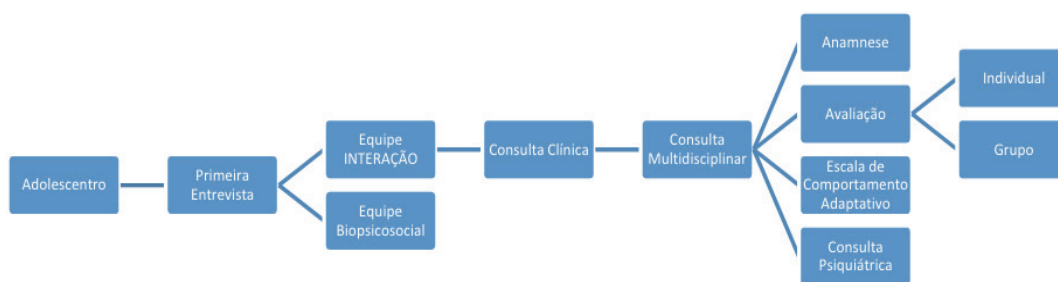 Adolescentro
Primeira
Entrevista
Equipe
INTERAÇÃO
Equipe
Biopsicosocial
Consulta Clínica
Consulta
Multidisciplinar
Anamnese
Avaliação
Escala de
Comportamento
Adaptativo
Consulta
Psiquiátrica
Individual
Grupo